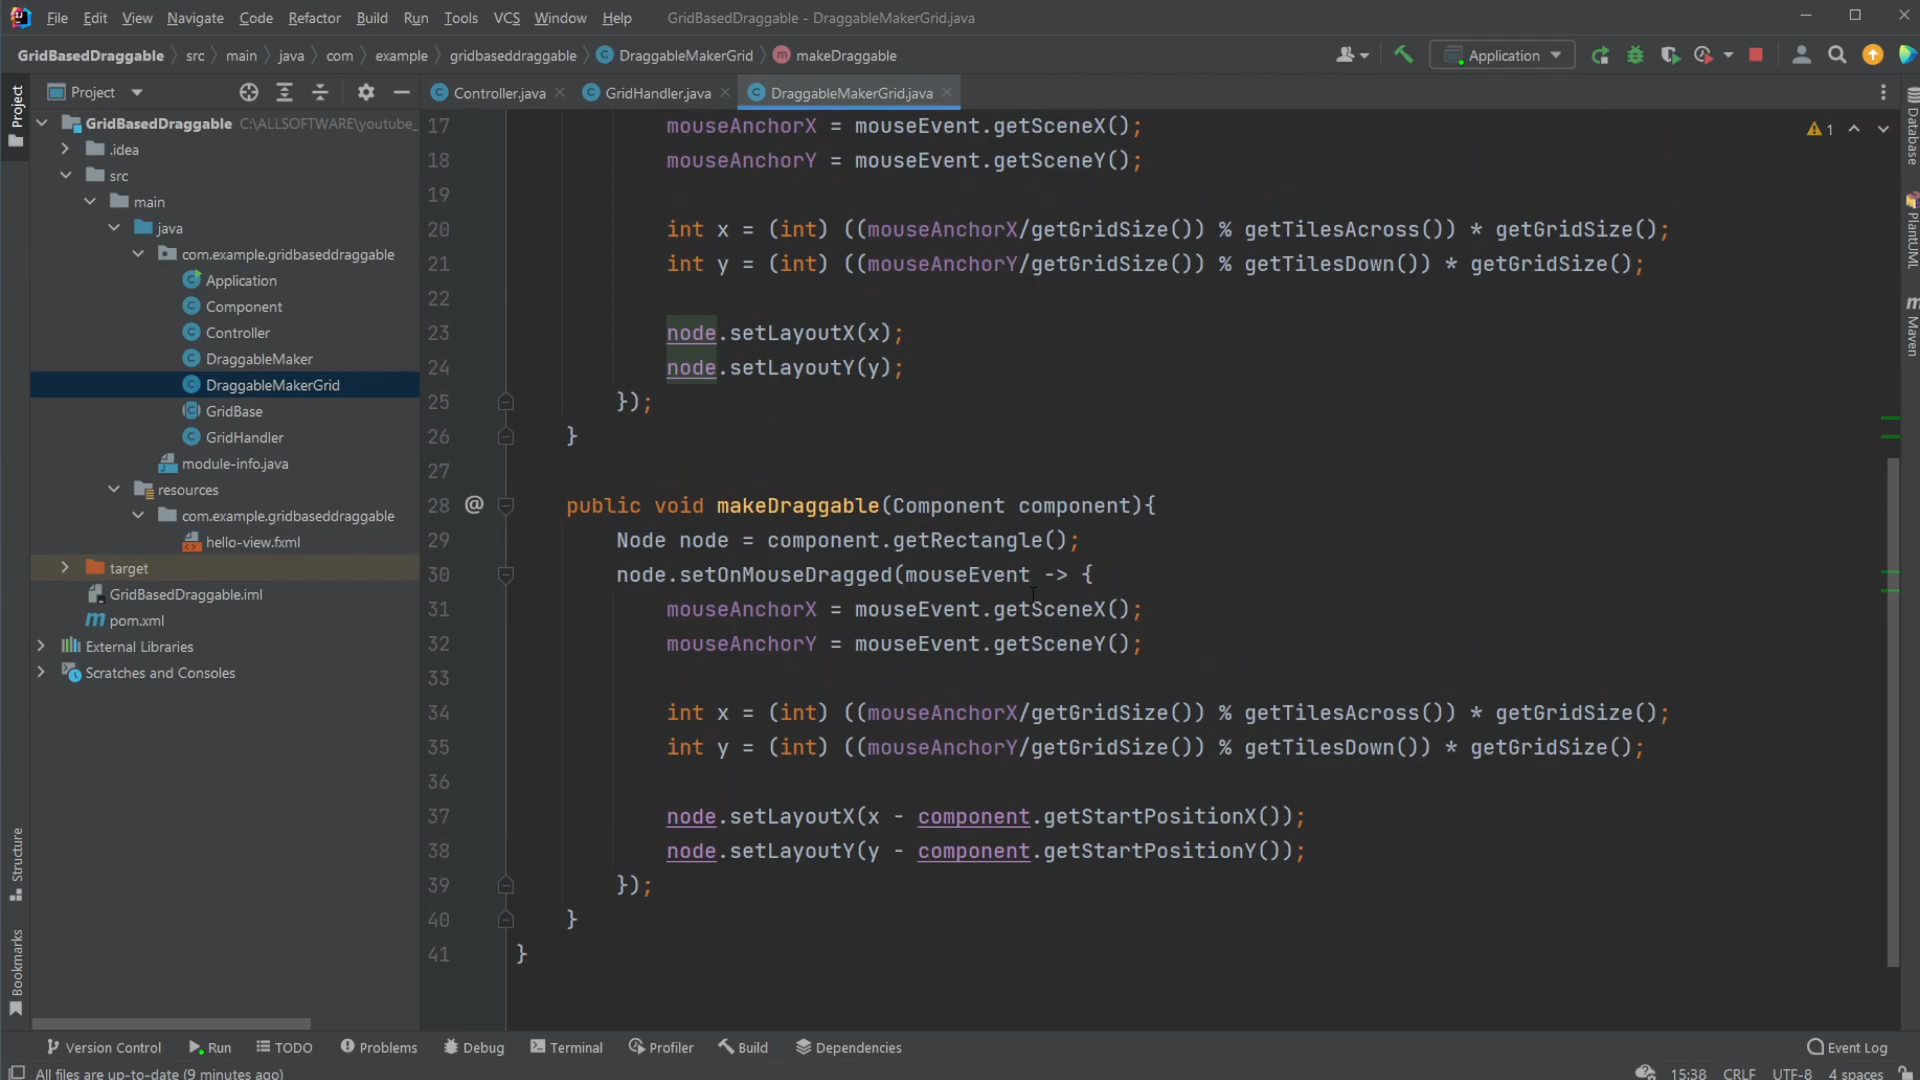 File Edit View Navigate Code Refactor Build Run Tools VCS Window Help GridBasedDraggable - DraggableMakerGrid.java
GridBasedDraggable src main java com example gridbaseddraggable DraggableMakerGrid makeDraggable Application
Project Controller.java GridHandler.java DraggableMakerGrid.java
Project
GridBasedDraggable C:\ALLSOFTWARE\youtube_
.idea
src
main
java
com.example.gridbaseddraggable
Application
Component
Controller
DraggableMaker
DraggableMakerGrid
GridBase
GridHandler
module-info.java
resources
com.example.gridbaseddraggable
hello-view.fxml
target
GridBasedDraggable.iml
pom.xml
External Libraries
Scratches and Consoles
Structure
Bookmarks
17 mouseAnchorX = mouseEvent.getSceneX();
18 mouseAnchorY = mouseEvent.getSceneY();
19
20 int x = (int) ((mouseAnchorX/getGridSize()) % getTilesAcross()) * getGridSize();
21 int y = (int) ((mouseAnchorY/getGridSize()) % getTilesDown()) * getGridSize();
22
23 node.setLayoutX(x);
24 node.setLayoutY(y);
25 });
26 }
27
28 @ public void makeDraggable(Component component){
29 Node node = component.getRectangle();
30 node.setOnMouseDragged(mouseEvent -> {
31 mouseAnchorX = mouseEvent.getSceneX();
32 mouseAnchorY = mouseEvent.getSceneY();
33
34 int x = (int) ((mouseAnchorX/getGridSize()) % getTilesAcross()) * getGridSize();
35 int y = (int) ((mouseAnchorY/getGridSize()) % getTilesDown()) * getGridSize();
36
37 node.setLayoutX(x - component.getStartPositionX());
38 node.setLayoutY(y - component.getStartPositionY());
39 });
40 }
41 }
1
Database
PlantUML
Maven
Version Control Run TODO Problems Debug Terminal Profiler Build Dependencies Event Log
All files are up-to-date (9 minutes ago) 15:38 CRLF UTF-8 4 spaces